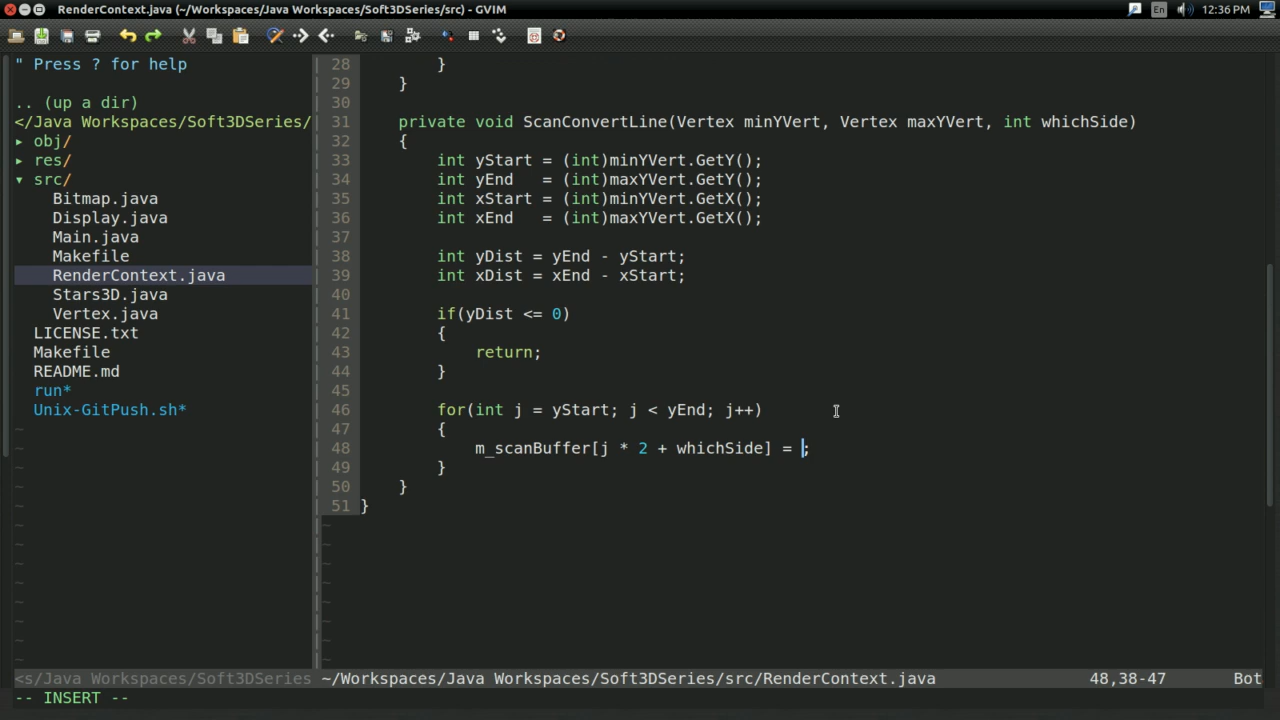 RenderContext.java (~/Workspaces/Java Workspaces/Soft3DSeries/src) - GVIM
En
12:36 PM
" Press ? for help
.. (up a dir)
</Java Workspaces/Soft3DSeries/
▸ obj/
▸ res/
▾ src/
Bitmap.java
Display.java
Main.java
Makefile
RenderContext.java
Stars3D.java
Vertex.java
LICENSE.txt
Makefile
README.md
run*
Unix-GitPush.sh*
28         }
29     }
30
31     private void ScanConvertLine(Vertex minYVert, Vertex maxYVert, int whichSide)
32     {
33         int yStart = (int)minYVert.GetY();
34         int yEnd   = (int)maxYVert.GetY();
35         int xStart = (int)minYVert.GetX();
36         int xEnd   = (int)maxYVert.GetX();
37
38         int yDist = yEnd - yStart;
39         int xDist = xEnd - xStart;
40
41         if(yDist <= 0)
42         {
43             return;
44         }
45
46         for(int j = yStart; j < yEnd; j++)
47         {
48             m_scanBuffer[j * 2 + whichSide] = ;
49         }
50     }
51 }
<s/Java Workspaces/Soft3DSeries ~/Workspaces/Java Workspaces/Soft3DSeries/src/RenderContext.java 48,38-47 Bot
-- INSERT --